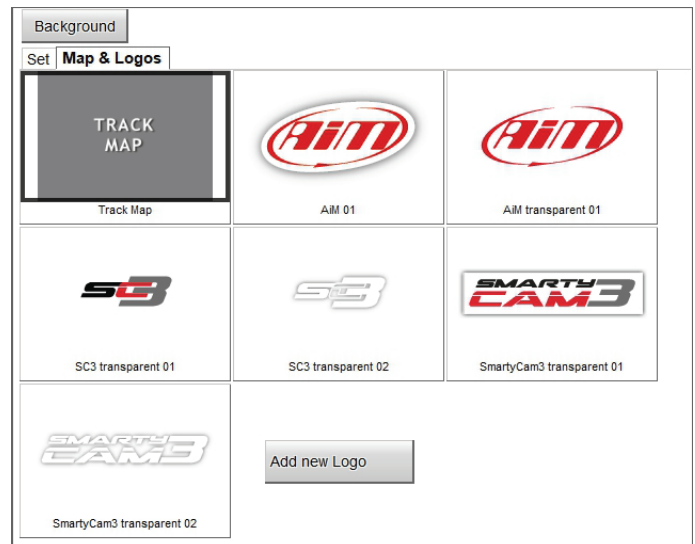 Background
Set Map & Logos
TRACK
MAP
Track Map
AiM
AiM 01
AiM
AiM transparent 01
SC3
SC3 transparent 01
SC3
SC3 transparent 02
SMARTY
CAM3
SmartyCam3 transparent 01
SMARTY
CAM3
SmartyCam3 transparent 02
Add new Logo